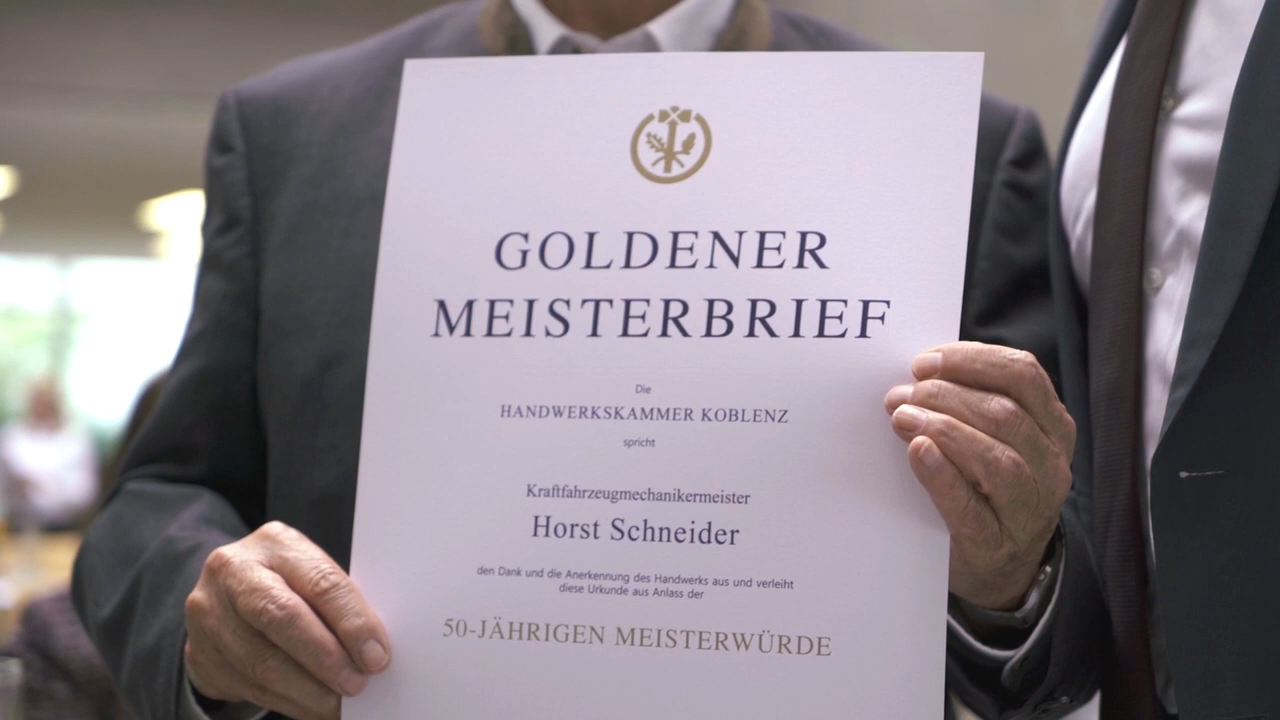 GOLDENER
MEISTERBRIEF
Die
HANDWERKSKAMMER KOBLENZ
spricht
Kraftfahrzeugmechanikermeister
Horst Schneider
den Dank und die Anerkennung des Handwerks aus und verleiht
diese Urkunde aus Anlass der
50-JÄHRIGEN MEISTERWÜRDE